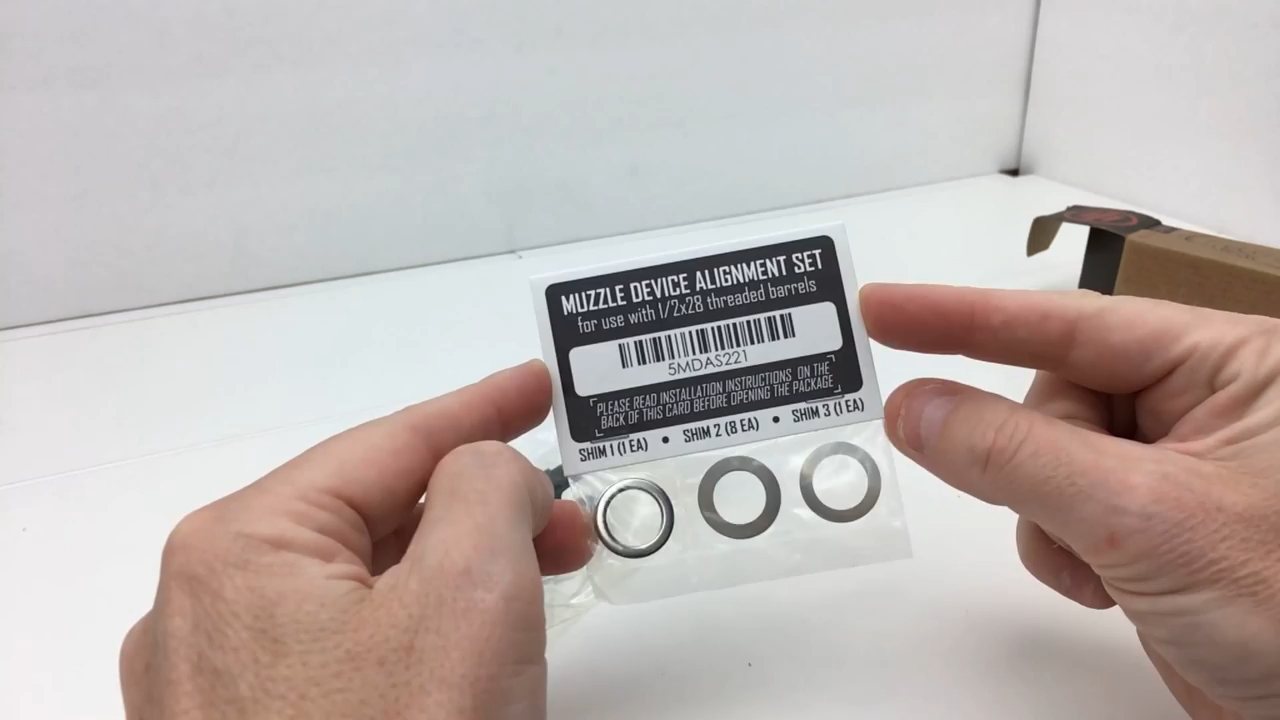 MUZZLE DEVICE ALIGNMENT SET
for use with 1/2x28 threaded barrels
5MDAS221
PLEASE READ INSTALLATION INSTRUCTIONS ON THE
BACK OF THIS CARD BEFORE OPENING THE PACKAGE
SHIM 1 (1 EA) • SHIM 2 (8 EA) • SHIM 3 (1 EA)